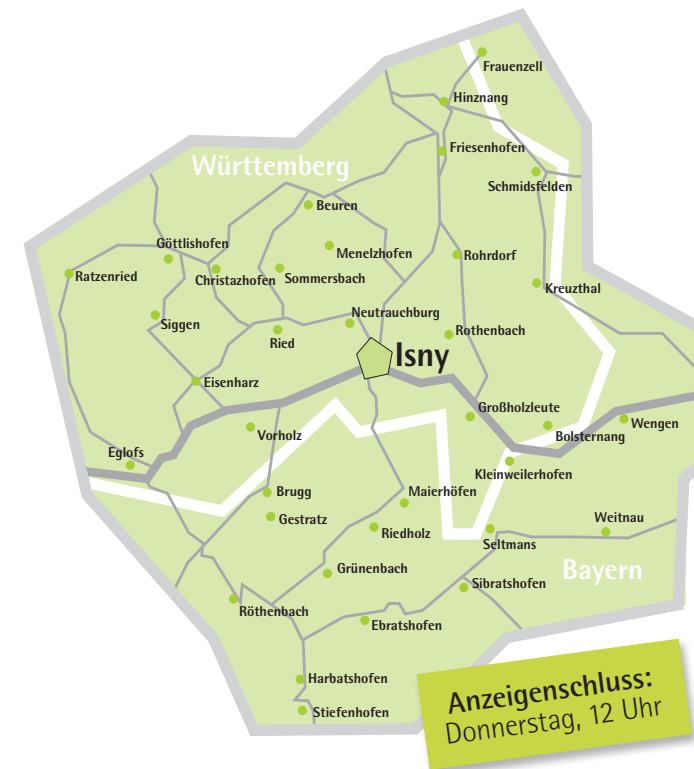 Frauenzell
Hinznang
Friesenhofen
Württemberg
Schmidsfelden
Beuren
Göttlishofen
Menelzhofen
Rohrdorf
Ratzenried
Christazhofen
Sommersbach
Kreuzthal
Neutrauchburg
Siggen
Rothenbach
Ried
Isny
Eisenharz
Großholzleute
Wengen
Vorholz
Bolsternang
Eglofs
Kleinweilerhofen
Brugg
Maierhöfen
Gestratz
Weitnau
Riedholz
Seltmans
Grünenbach
Bayern
Sibratshofen
Röthenbach
Ebratshofen
Harbatshofen
Stiefenhofen
Anzeigenschluss:
Donnerstag, 12 Uhr